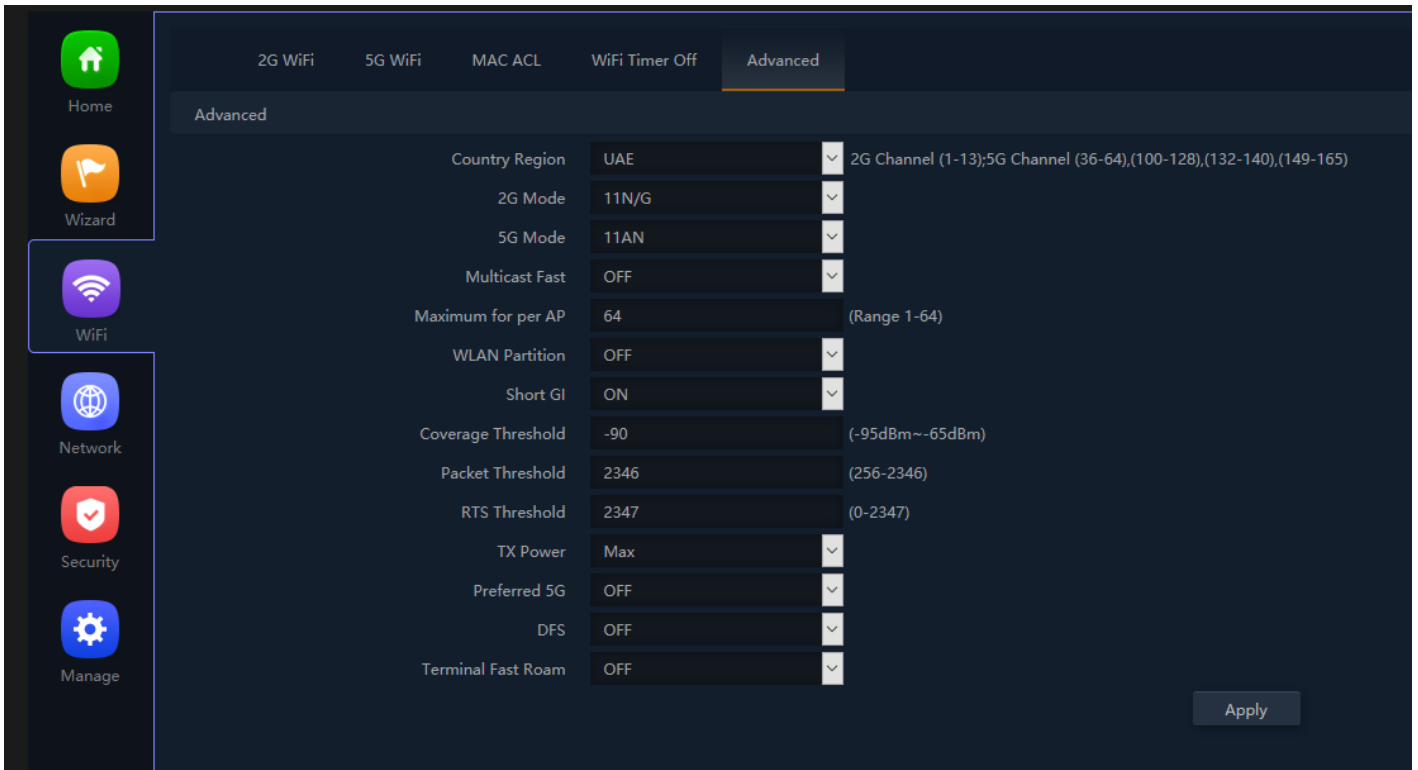 Home
Wizard
WiFi
Network
Security
Manage
2G WiFi 5G WiFi MAC ACL WiFi Timer Off Advanced
Advanced
Country Region UAE 2G Channel (1-13);5G Channel (36-64),(100-128),(132-140),(149-165)
2G Mode 11N/G
5G Mode 11AN
Multicast Fast OFF
Maximum for per AP 64 (Range 1-64)
WLAN Partition OFF
Short GI ON
Coverage Threshold -90 (-95dBm~-65dBm)
Packet Threshold 2346 (256-2346)
RTS Threshold 2347 (0-2347)
TX Power Max
Preferred 5G OFF
DFS OFF
Terminal Fast Roam OFF
Apply